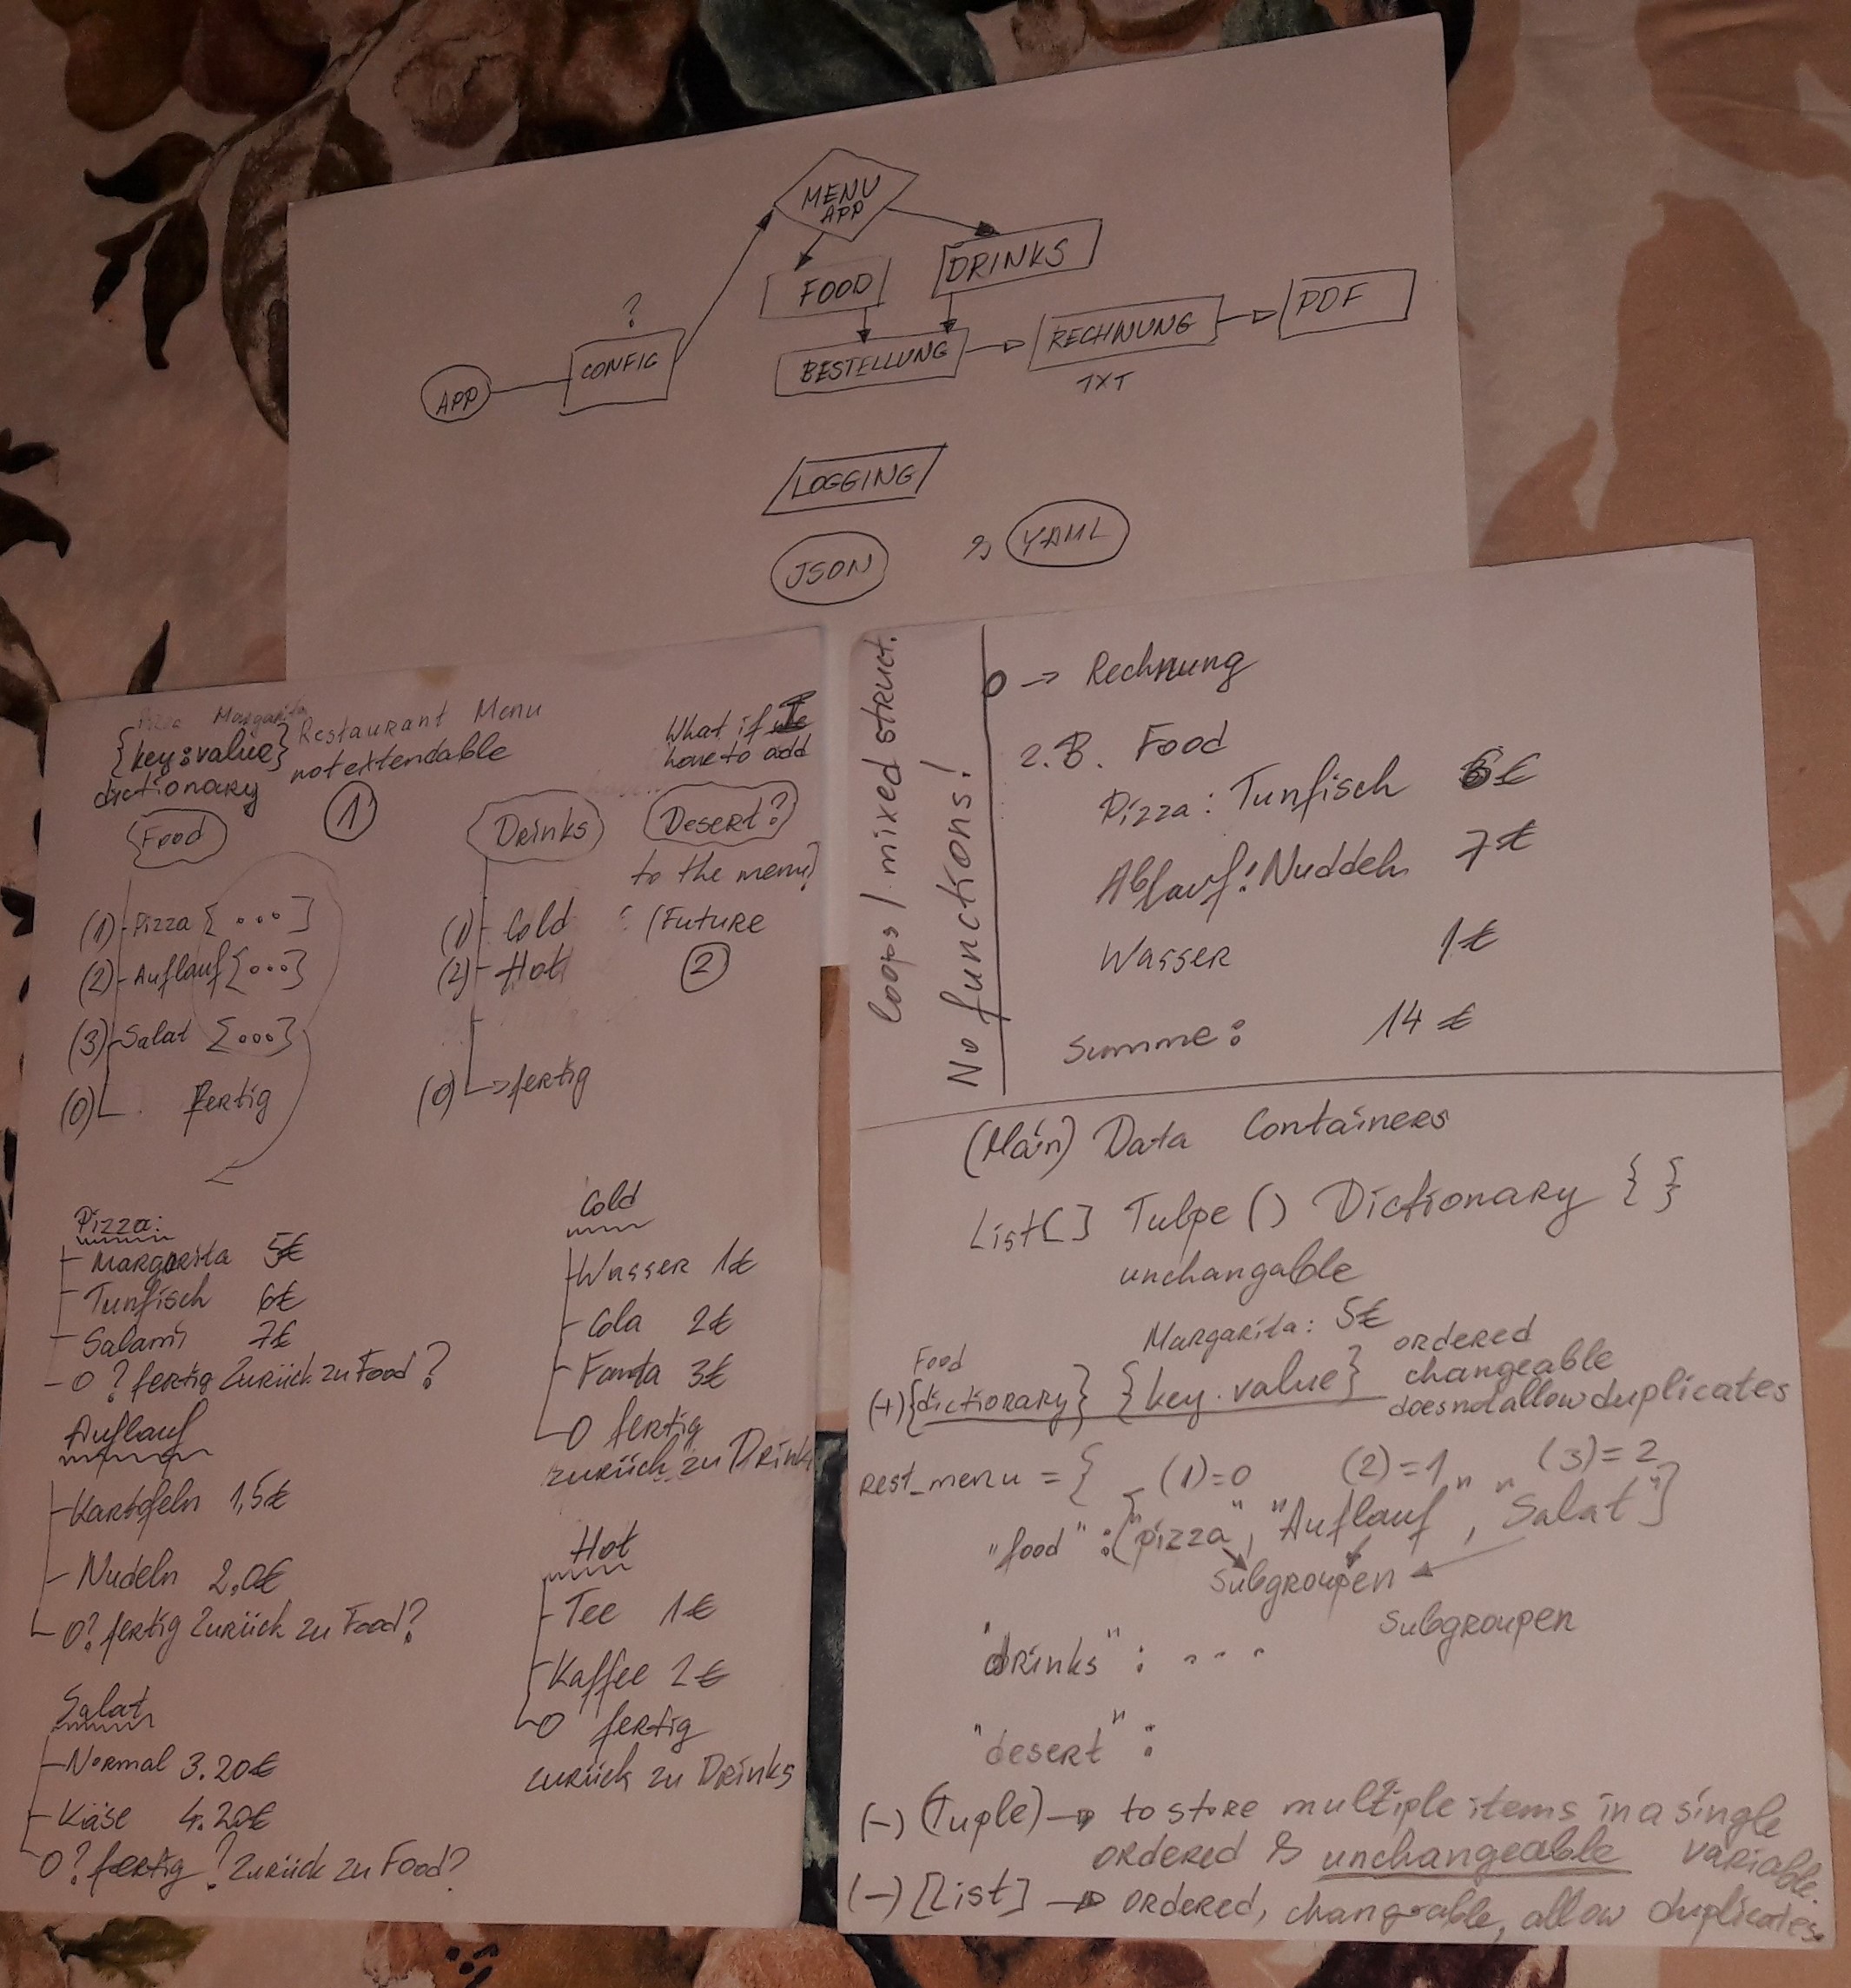 MENU
APP
FOOD
DRINKS
?
APP
CONFIG
BESTELLUNG
RECHNUNG
PDF
TXT
LOGGING
JSON
YAML
Pizza Margarita
{key:value}
dictionary
Restaurant Menu
not extendable
1
What if I
have to add
Food
Drinks
Desert?
to the menu?
(Future
2
(1) Pizza [...]
(2) Auflauf [...]
(3) Salat [...]
(0) fertig
(1) Cold
(2) Hot
(0) → fertig
Pizza:
Margarita 5€
Tunfisch 6€
Salami 7€
0? fertig Zurück zu Food?
Auflauf
Kartofeln 1,5€
Nudeln 2,0€
0? fertig Zurück zu Food?
Salat
Normal 3.20€
Käse 4.20€
0? fertig? Zurück zu Food?
Cold
Wasser 1€
Cola 2€
Fanta 3€
0 fertig
zurück zu Drinks
Hot
Tee 1€
Kaffee 2€
0 fertig
zurück zu Drinks
loops / mixed struct.
No functions!
0 → Rechnung
z.B. Food
Pizza: Tunfisch 6€
Nuddeln 7€
Wasser 1€
Summe: 14€
(Main) Data Containers
List[] Tulpe () Dictionary { }
unchangable
Margarita: 5€
Food
(+){dictionary} {key:value}
ordered
changeable
does not allow duplicates
rest_menu = {
(1)=0 (2)=1 (3)=2
"food": ["pizza", "Auflauf", "Salat"]
Subgroupen
Subgroupen
"drinks": ...
"desert":
(-) (Tuple) → to store multiple items in a single
variable.
ordered & unchangeable
(-) [List] → ordered, changeable, allow duplicates.